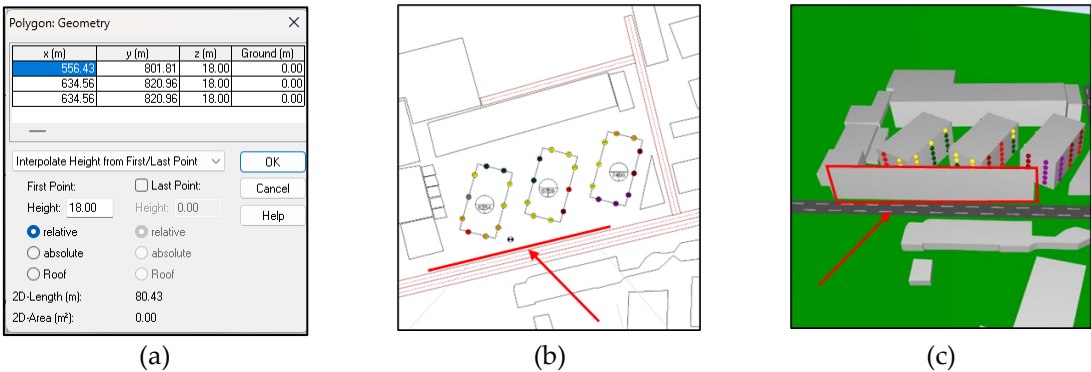 Polygon: Geometry
x (m) y (m) z (m) Ground (m)
556.43 801.81 18.00 0.00
634.56 820.96 18.00 0.00
634.56 820.96 18.00 0.00
Interpolate Height from First/Last Point
OK
First Point: Last Point:
Cancel
Height: 18.00 Height: 0.00
Help
relative relative
absolute absolute
Roof Roof
2D-Length (m): 80.43
2D-Area (m²): 0.00
(a) (b) (c)